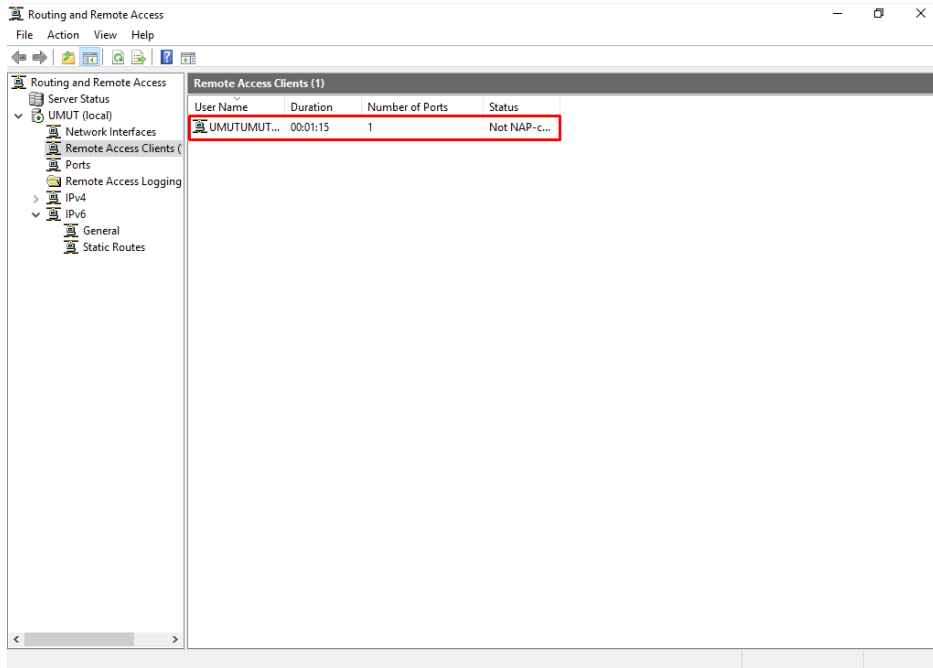 Routing and Remote Access
File Action View Help
Routing and Remote Access
Server Status
UMUT (local)
Network Interfaces
Remote Access Clients (
Ports
Remote Access Logging
IPv4
IPv6
General
Static Routes
Remote Access Clients (1)
User Name Duration Number of Ports Status
UMUTUMUT... 00:01:15 1 Not NAP-c...